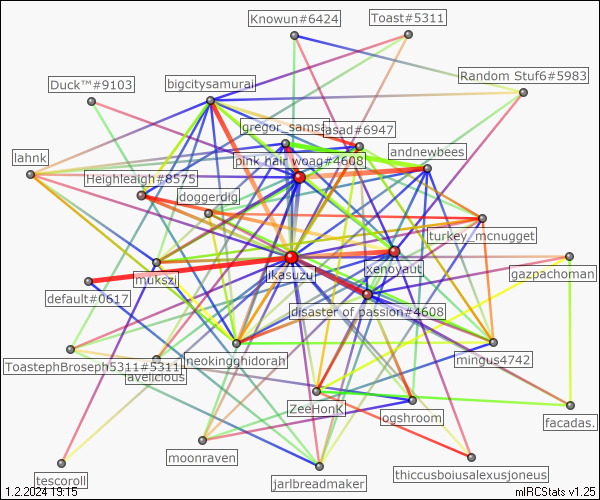 Knowun#6424
Toast#5311
Random Stuf6#5983
Duck™#9103
bigcitysamurai
gregor_samsa
asad#6947
andnewbees
lahnk
pink hair woag#4608
Heighleaigh#8575
doggerdig
turkey_mcnugget
xenoyaut
ikasuzu
gazpachoman
mukszi
default#0617
disaster of passion#4608
neokingghidorah
mingus4742
ToastephBroseph5311#5311
avelicious
ZeeHonK
ogshroom
facadas.
moonraven
thiccusboiusalexusjoneus
tescoroll
jarlbreadmaker
1.2.2024 19:15
mIRCStats v1.25